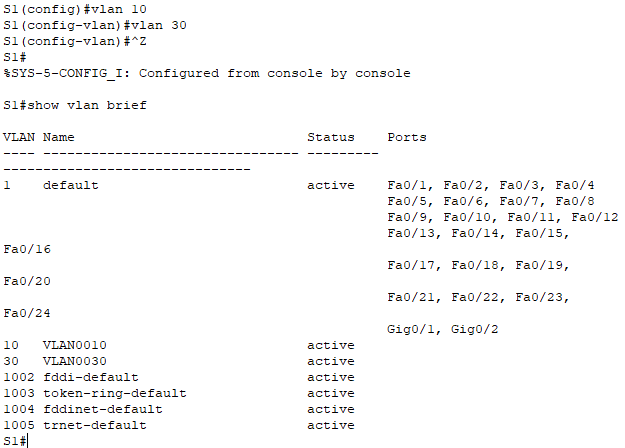 S1(config)#vlan 10
S1(config-vlan)#vlan 30
S1(config-vlan)#^Z
S1#
%SYS-5-CONFIG_I: Configured from console by console
S1#show vlan brief
VLAN Name                             Status    Ports
---- -------------------------------- ---------
-------------------------------
1    default                          active    Fa0/1, Fa0/2, Fa0/3, Fa0/4
                                                Fa0/5, Fa0/6, Fa0/7, Fa0/8
                                                Fa0/9, Fa0/10, Fa0/11, Fa0/12
                                                Fa0/13, Fa0/14, Fa0/15,
Fa0/16
                                                Fa0/17, Fa0/18, Fa0/19,
Fa0/20
                                                Fa0/21, Fa0/22, Fa0/23,
Fa0/24
                                                Gig0/1, Gig0/2
10   VLAN0010                         active
30   VLAN0030                         active
1002 fddi-default                     active
1003 token-ring-default               active
1004 fddinet-default                  active
1005 trnet-default                    active
S1#